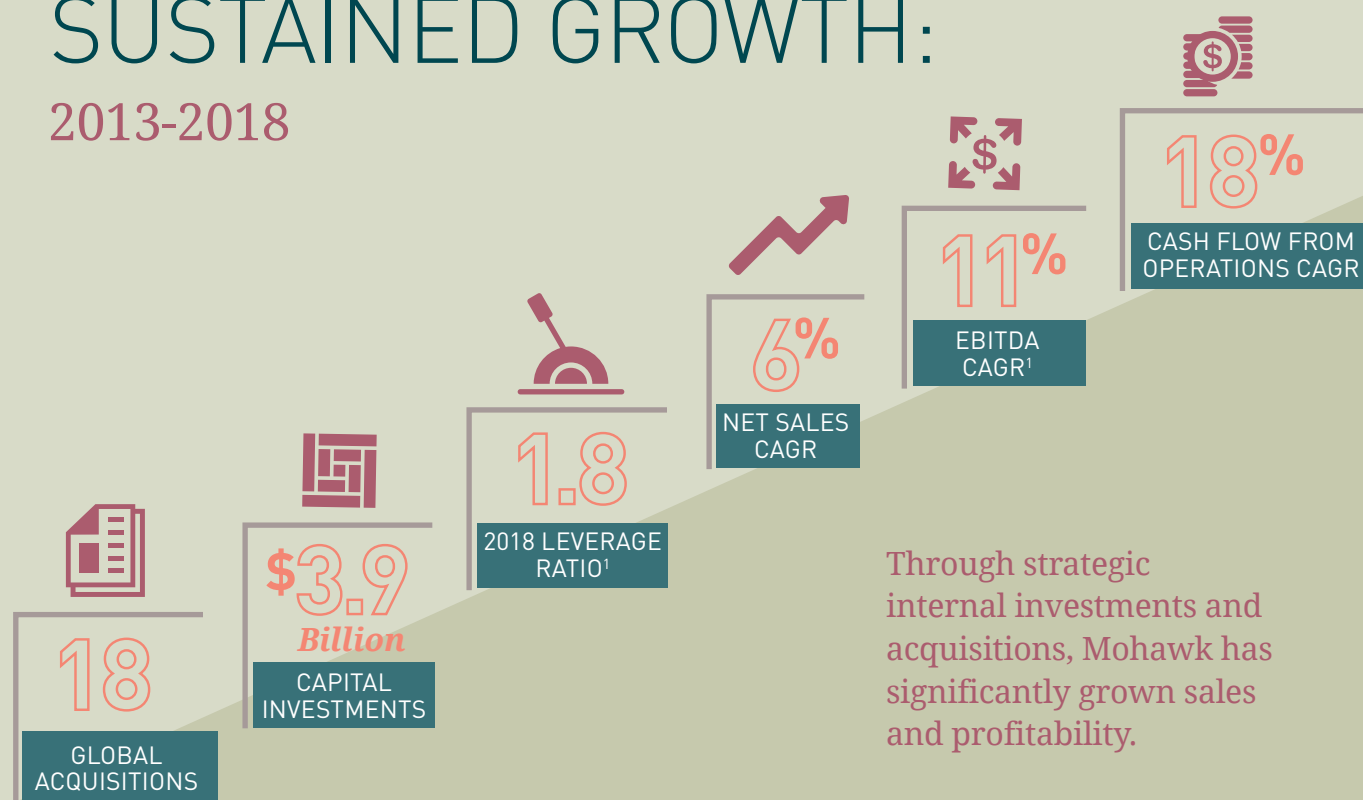 SUSTAINED GROWTH:
2013-2018
18
GLOBAL
ACQUISITIONS
$3.9
Billion
CAPITAL
INVESTMENTS
1.8
2018 LEVERAGE
RATIO¹
6%
NET SALES
CAGR
11%
EBITDA
CAGR¹
18%
CASH FLOW FROM
OPERATIONS CAGR
Through strategic
internal investments and
acquisitions, Mohawk has
significantly grown sales
and profitability.